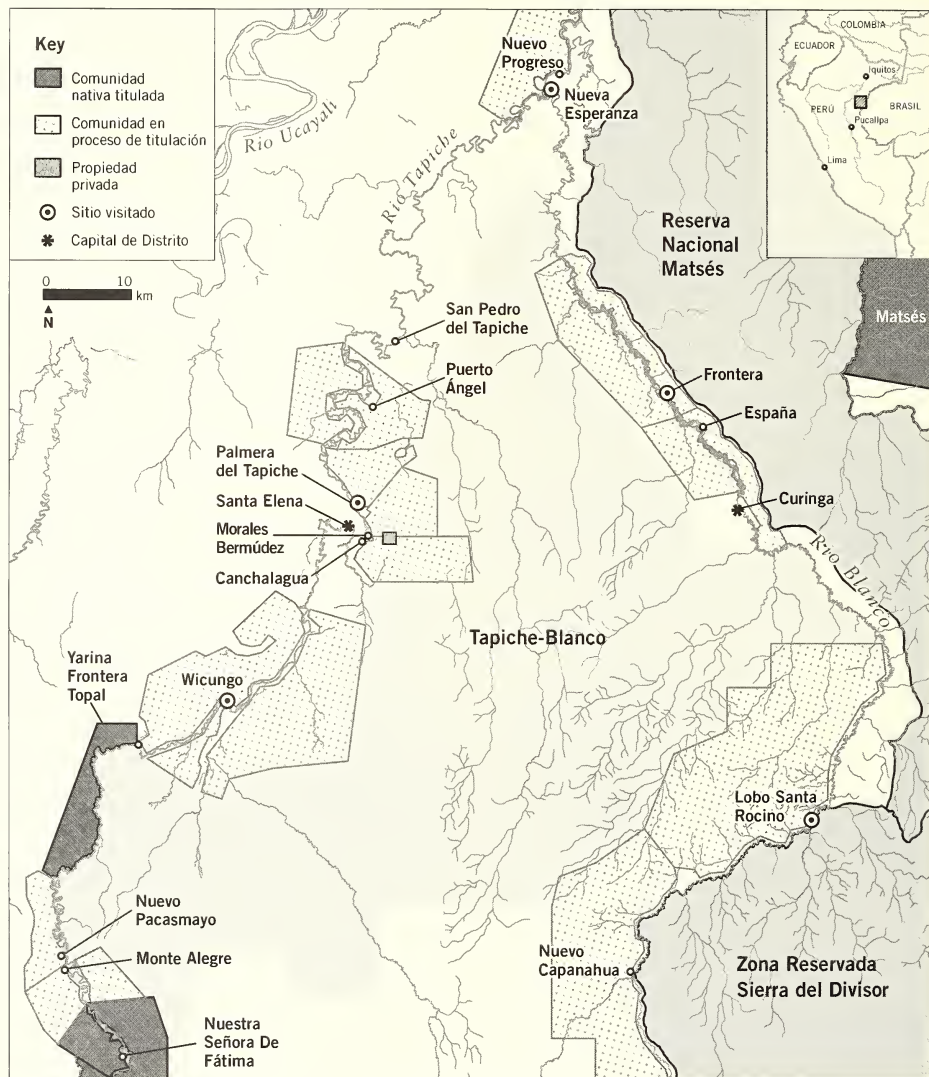 Key
Comunidad
nativa titulada
Comunidad en
proceso de titulación
Propiedad
privada
Sitio visitado
Capital de Distrito
0 10
km
N
COLOMBIA
ECUADOR
Iquitos
PERÚ
BRASIL
Pucallpa
Lima
Río Ucayali
Río Tapiche
Nuevo
Progreso
Nueva
Esperanza
Reserva
Nacional
Matsés
Matsés
San Pedro
del Tapiche
Puerto
Ángel
Frontera
España
Palmera
del Tapiche
Santa Elena
Morales
Bermúdez
Canchalagua
Curinga
Río Blanco
Tapiche-Blanco
Yarina
Frontera
Topal
Wicungo
Lobo Santa
Rocino
Nuevo
Pacasmayo
Monte Alegre
Nuevo
Capanahua
Zona Reservada
Sierra del Divisor
Nuestra
Señora De
Fátima